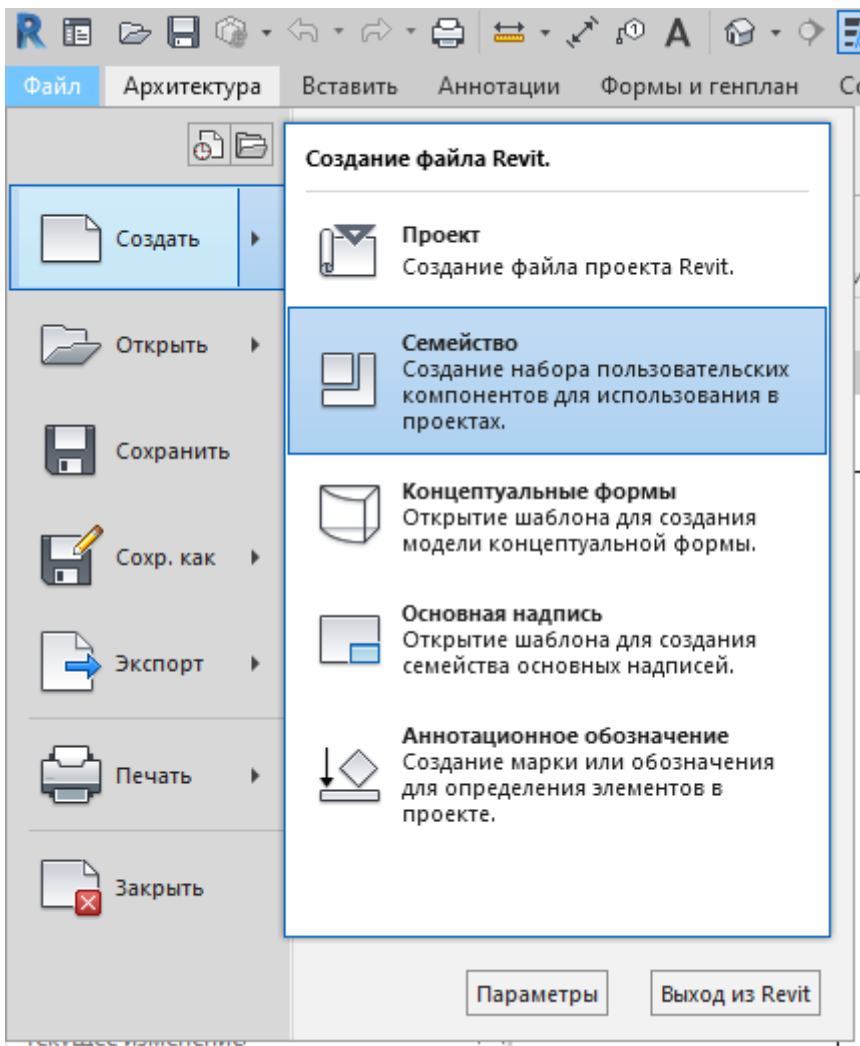 Файл Архитектура Вставить Аннотации Формы и генплан
Создать
Открыть
Сохранить
Сохр. как
Экспорт
Печать
Закрыть
Создание файла Revit.
Проект
Создание файла проекта Revit.
Семейство
Создание набора пользовательских
компонентов для использования в
проектах.
Концептуальные формы
Открытие шаблона для создания
модели концептуальной формы.
Основная надпись
Открытие шаблона для создания
семейства основных надписей.
Аннотационное обозначение
Создание марки или обозначения
для определения элементов в
проекте.
Параметры Выход из Revit